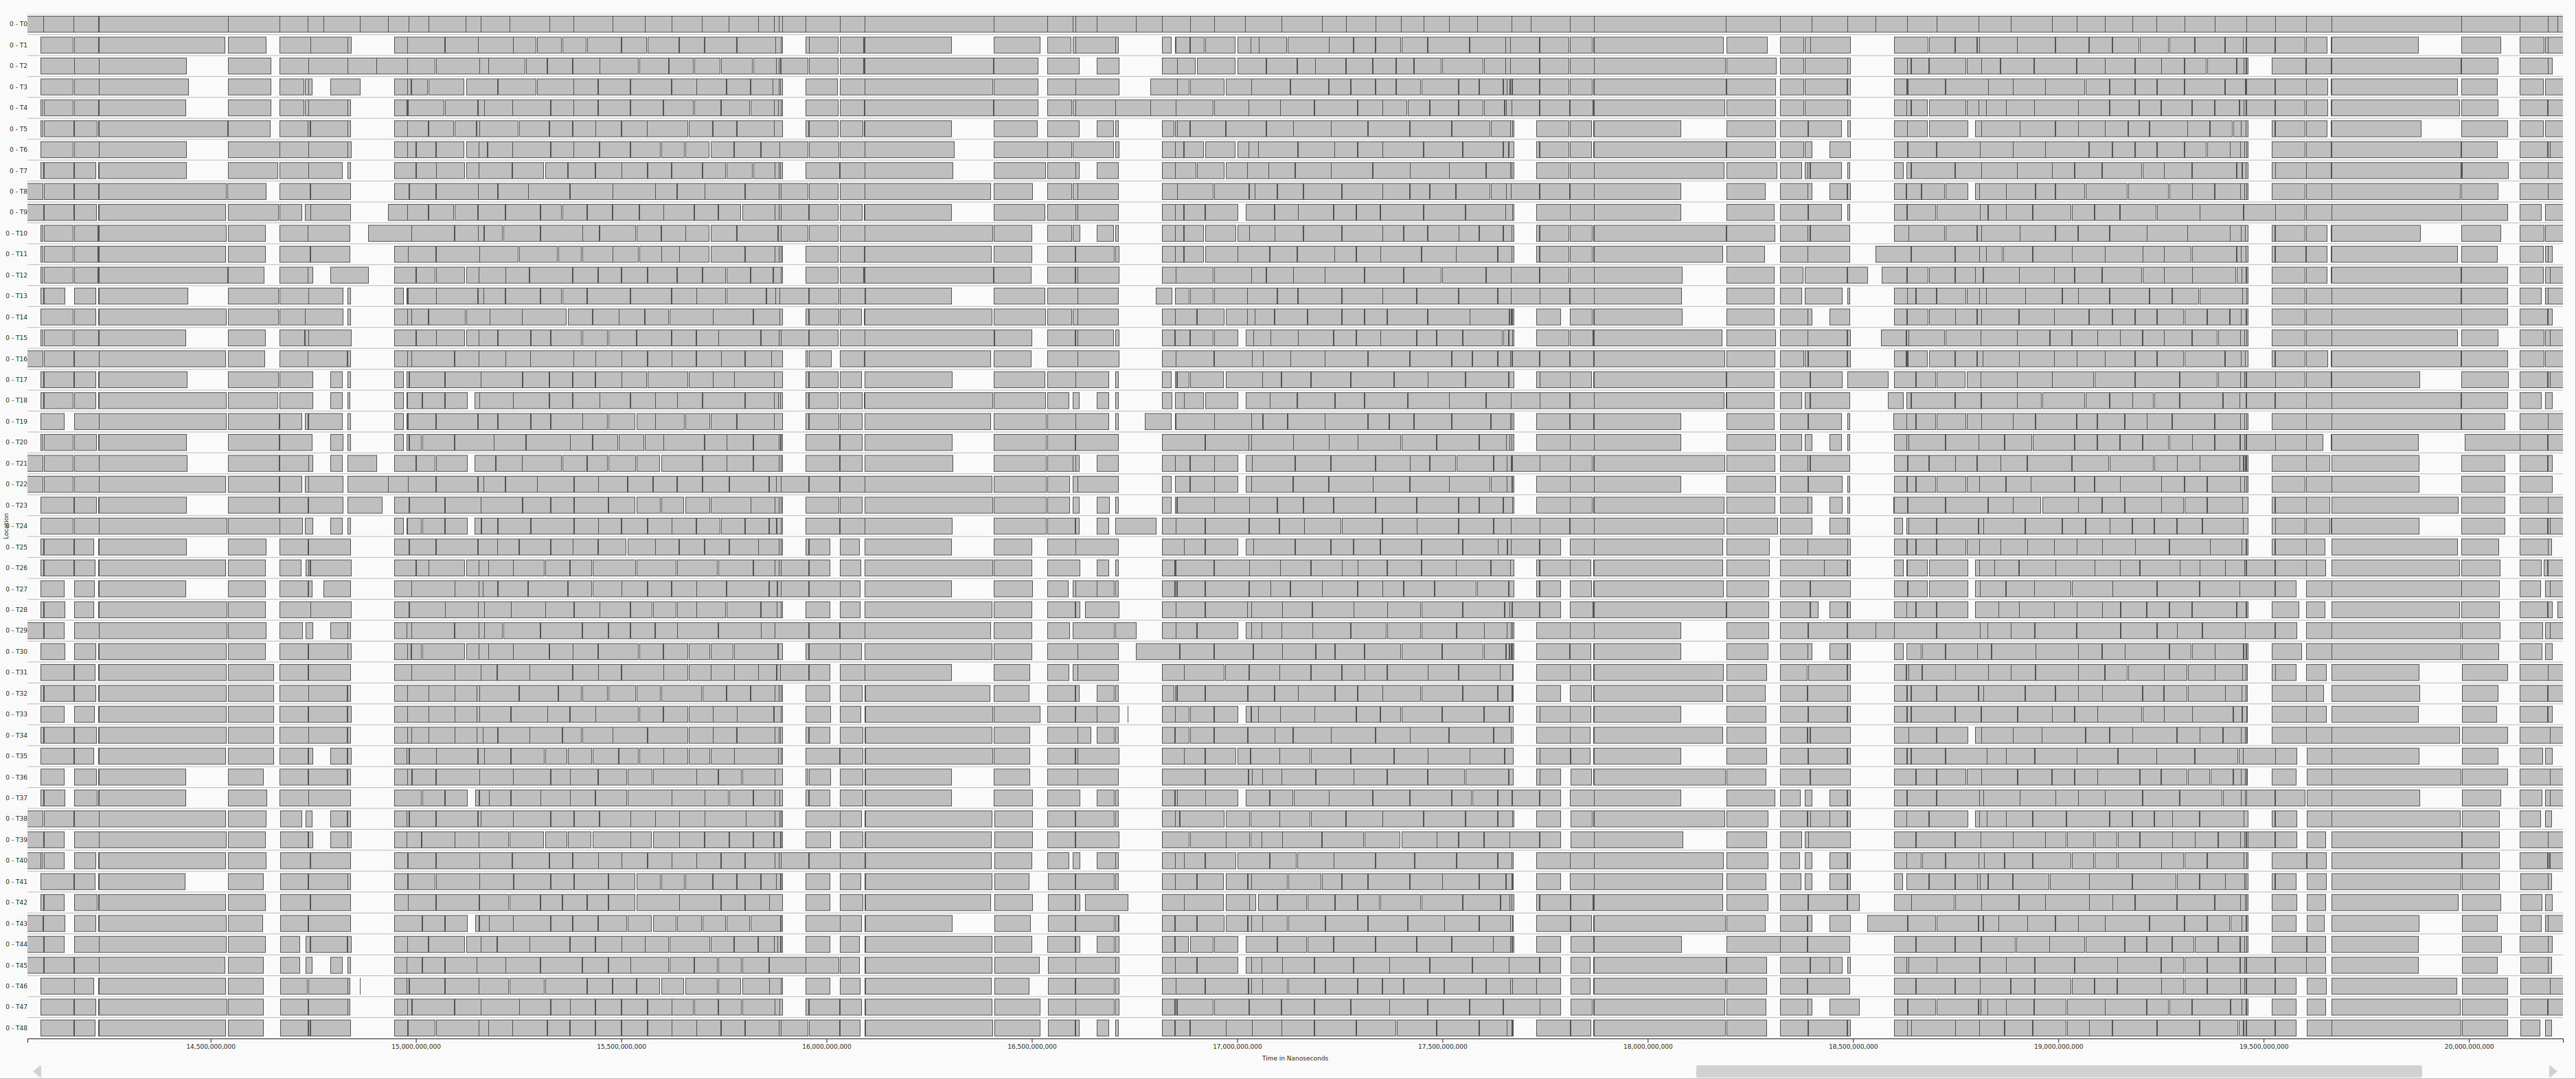 0 - T0
0 - T1
0 - T2
0 - T3
0 - T4
0 - T5
0 - T6
0 - T7
0 - T8
0 - T9
0 - T10
0 - T11
0 - T12
0 - T13
0 - T14
0 - T15
0 - T16
0 - T17
0 - T18
0 - T19
0 - T20
0 - T21
0 - T22
0 - T23
Location
0 - T24
0 - T25
0 - T26
0 - T27
0 - T28
0 - T29
0 - T30
0 - T31
0 - T32
0 - T33
0 - T34
0 - T35
0 - T36
0 - T37
0 - T38
0 - T39
0 - T40
0 - T41
0 - T42
0 - T43
0 - T44
0 - T45
0 - T46
0 - T47
0 - T48
14,500,000,000 15,000,000,000 15,500,000,000 16,000,000,000 16,500,000,000 17,000,000,000 17,500,000,000 18,000,000,000 18,500,000,000 19,000,000,000 19,500,000,000 20,000,000,000
Time in Nanoseconds